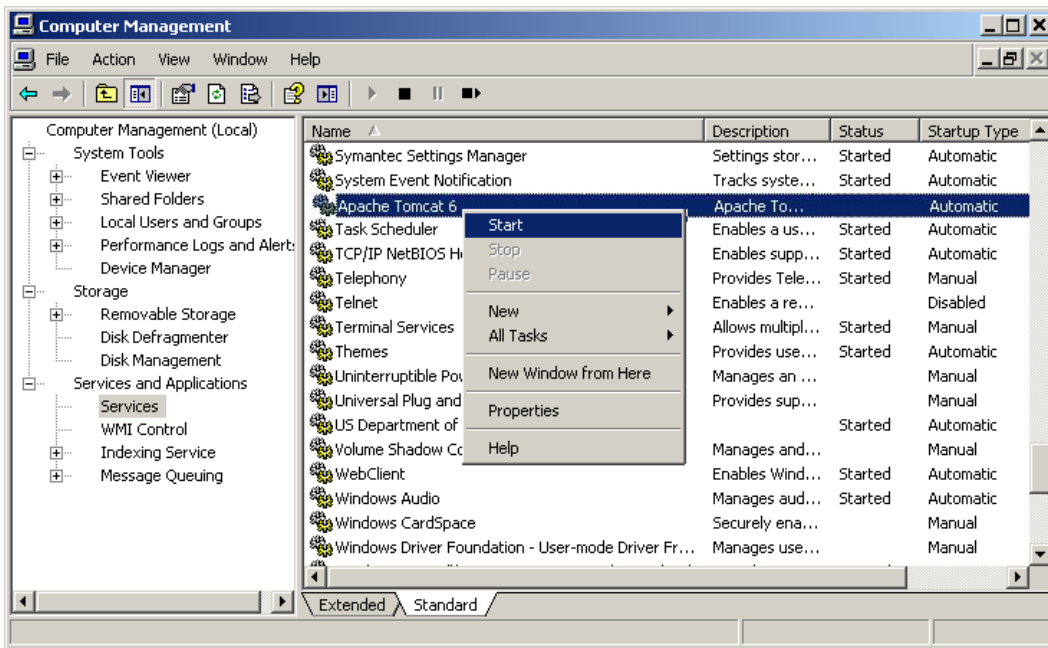 Computer Management
File Action View Window Help
Computer Management (Local)
System Tools
Event Viewer
Shared Folders
Local Users and Groups
Performance Logs and Alert
Device Manager
Storage
Removable Storage
Disk Defragmenter
Disk Management
Services and Applications
Services
WMI Control
Indexing Service
Message Queuing
Name Description Status Startup Type
Symantec Settings Manager Settings stor... Started Automatic
System Event Notification Tracks syste... Started Automatic
Apache Tomcat 6 Apache To... Automatic
Task Scheduler Enables a us... Started Automatic
TCP/IP NetBIOS Enables supp... Started Automatic
Telephony Provides Tele... Started Manual
Telnet Enables a re... Disabled
Terminal Services Allows multipl... Started Manual
Themes Provides use... Started Automatic
Uninterruptible Manages an ... Manual
Universal Plug and Provides sup... Manual
US Department of Started Automatic
Volume Shadow Manages and... Manual
WebClient Enables Wind... Started Automatic
Windows Audio Manages aud... Started Automatic
Windows CardSpace Securely ena... Manual
Windows Driver Foundation - User-mode Driver Fr... Manages use... Manual
Start
Stop
Pause
New
All Tasks
New Window from Here
Properties
Help
Extended Standard